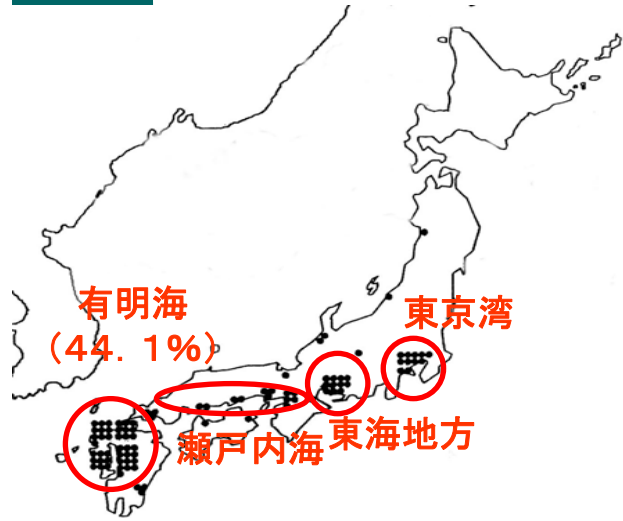 有明海
（44．1％）
東京湾
瀬戸内海
東海地方